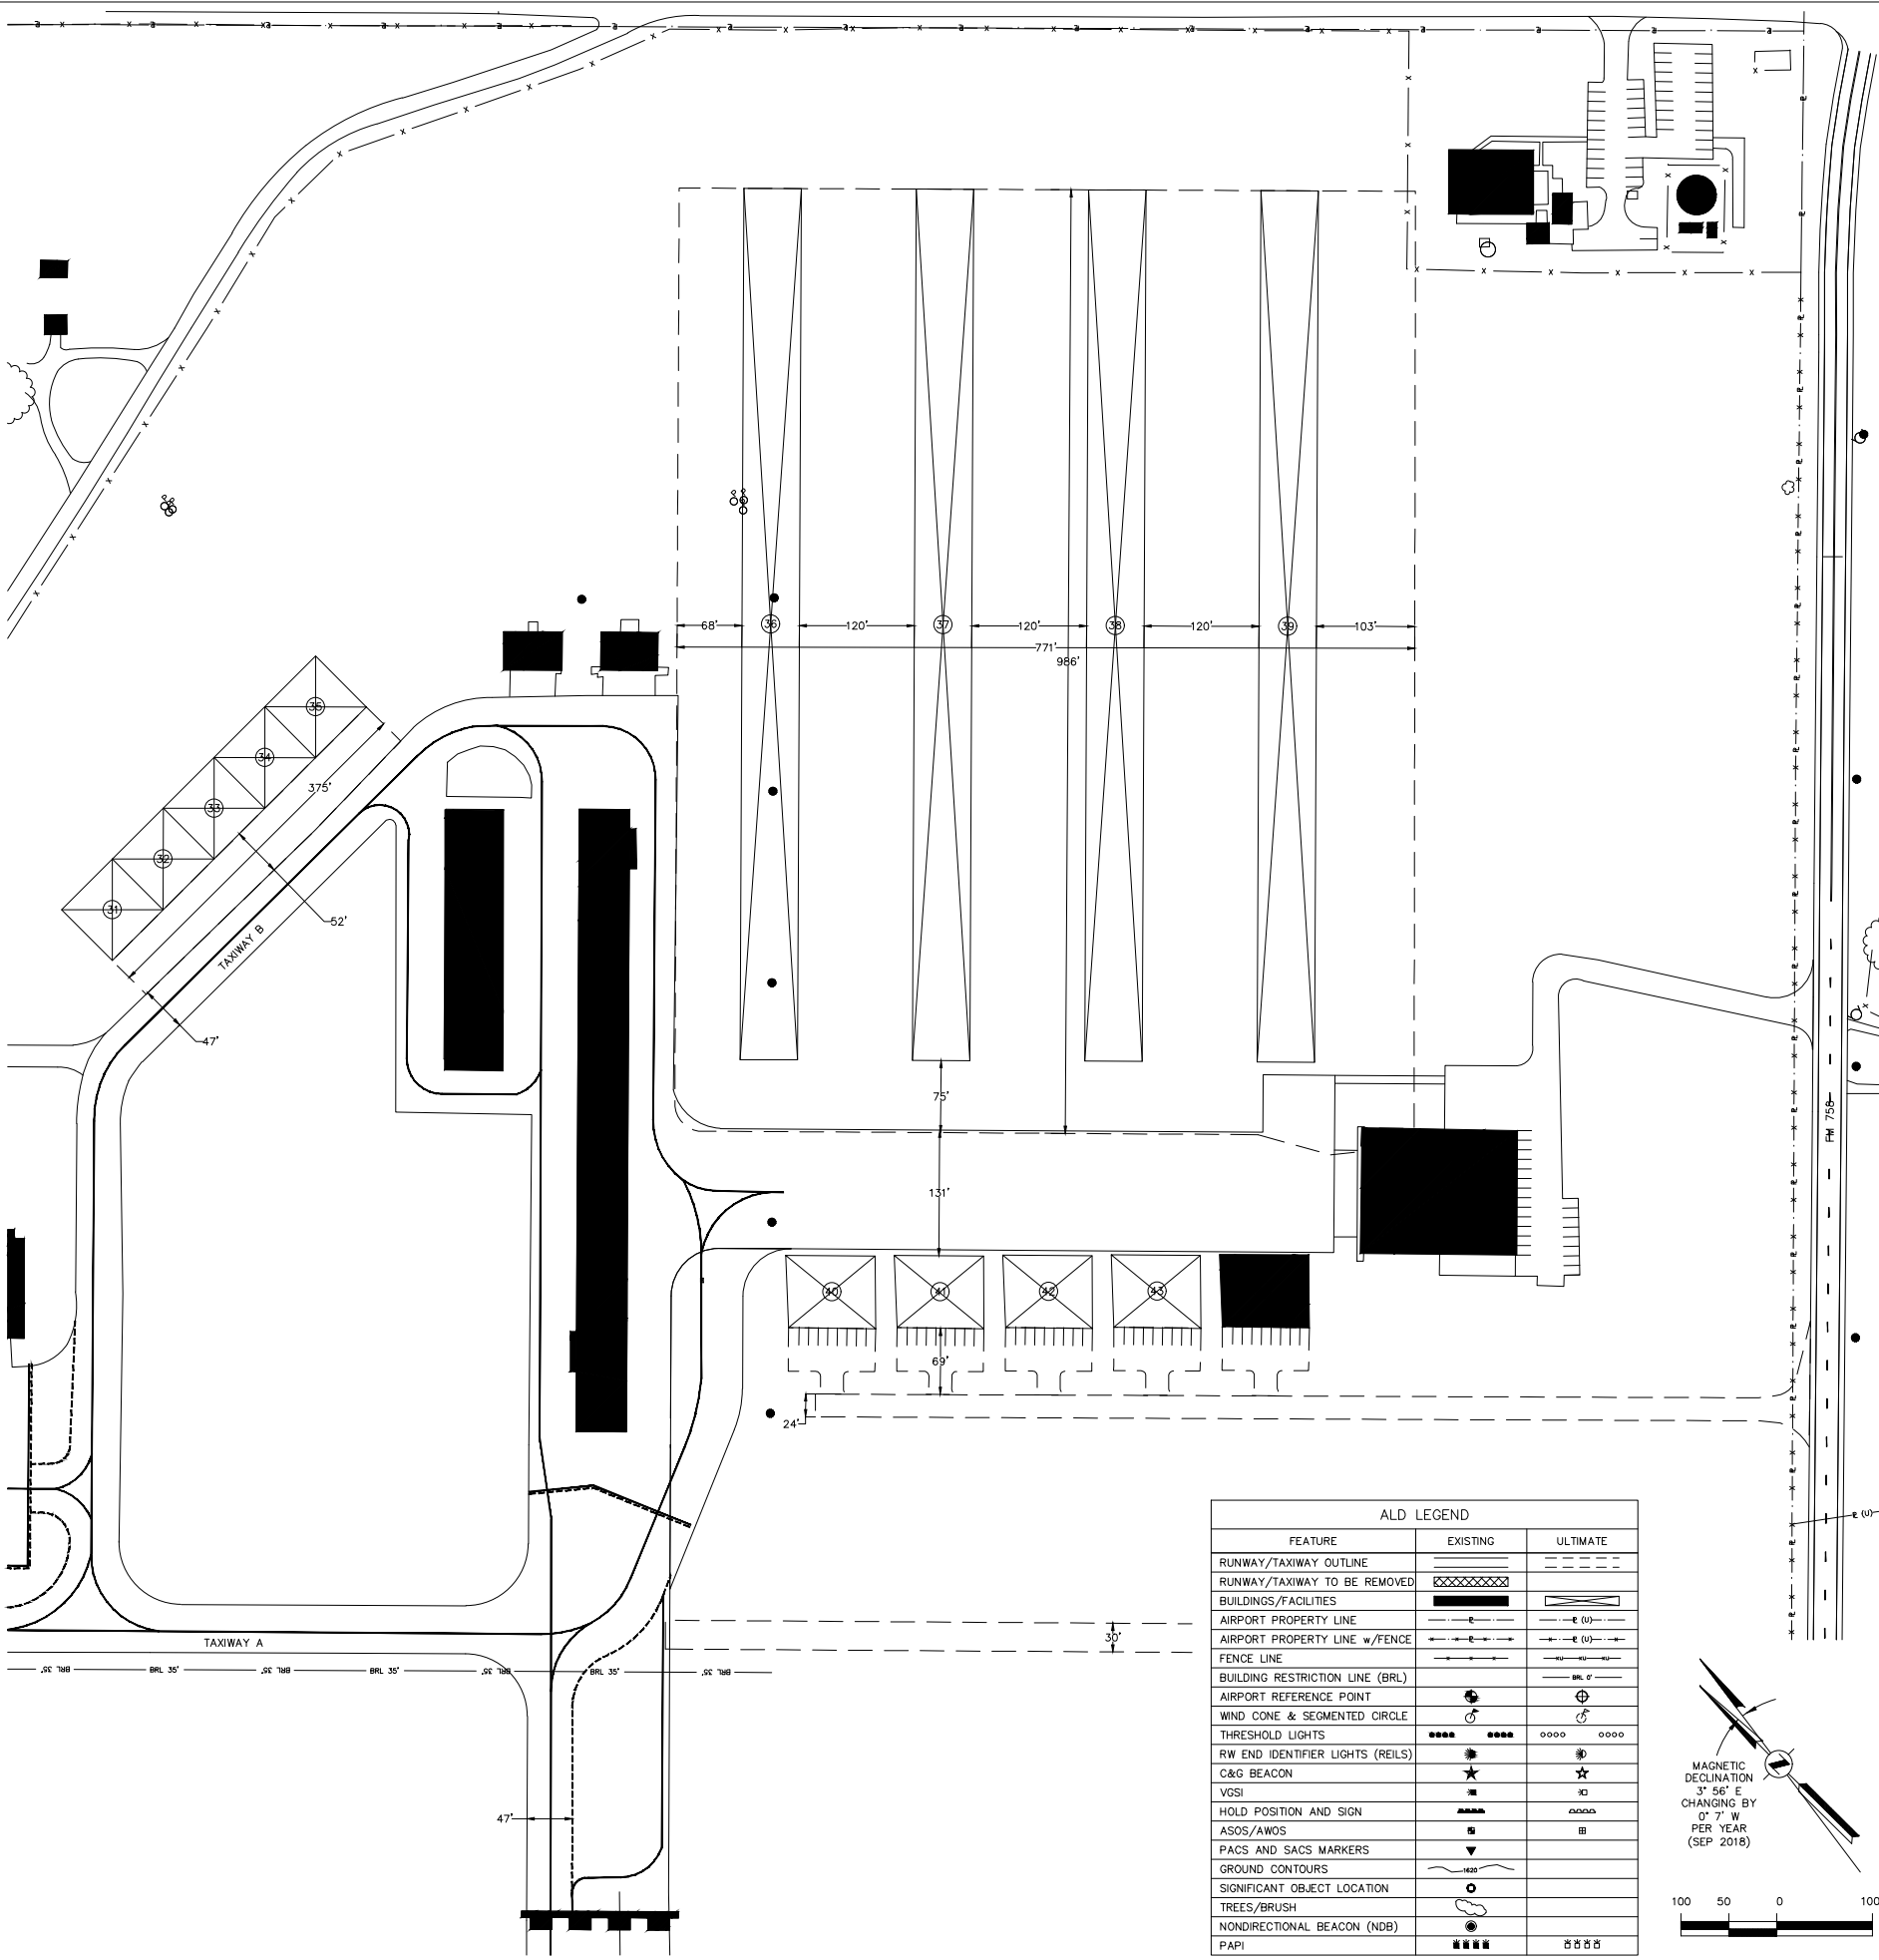 36
37
38
39
68'
120'
120'
120'
103'
771'
986'
35
34
33
32
31
375'
52'
47'
TAXIWAY B
75'
131'
FM 758
40
41
42
43
69'
24'
30'
47'
TAXIWAY A
BRL 35' BRL 35' BRL 35' BRL 35' BRL 35' BRL 35'
ALD LEGEND
FEATURE EXISTING ULTIMATE
RUNWAY/TAXIWAY OUTLINE
RUNWAY/TAXIWAY TO BE REMOVED
BUILDINGS/FACILITIES
AIRPORT PROPERTY LINE (U)
AIRPORT PROPERTY LINE w/FENCE (U)
FENCE LINE
BUILDING RESTRICTION LINE (BRL) BRL 0'
AIRPORT REFERENCE POINT
WIND CONE & SEGMENTED CIRCLE
THRESHOLD LIGHTS
RW END IDENTIFIER LIGHTS (REILS)
C&G BEACON
VGSI
HOLD POSITION AND SIGN
ASOS/AWOS
PACS AND SACS MARKERS
GROUND CONTOURS 1620
SIGNIFICANT OBJECT LOCATION
TREES/BRUSH
NONDIRECTIONAL BEACON (NDB)
PAPI
(U)
MAGNETIC
DECLINATION
3° 56' E
CHANGING BY
0° 7' W
PER YEAR
(SEP 2018)
100 50 0 100